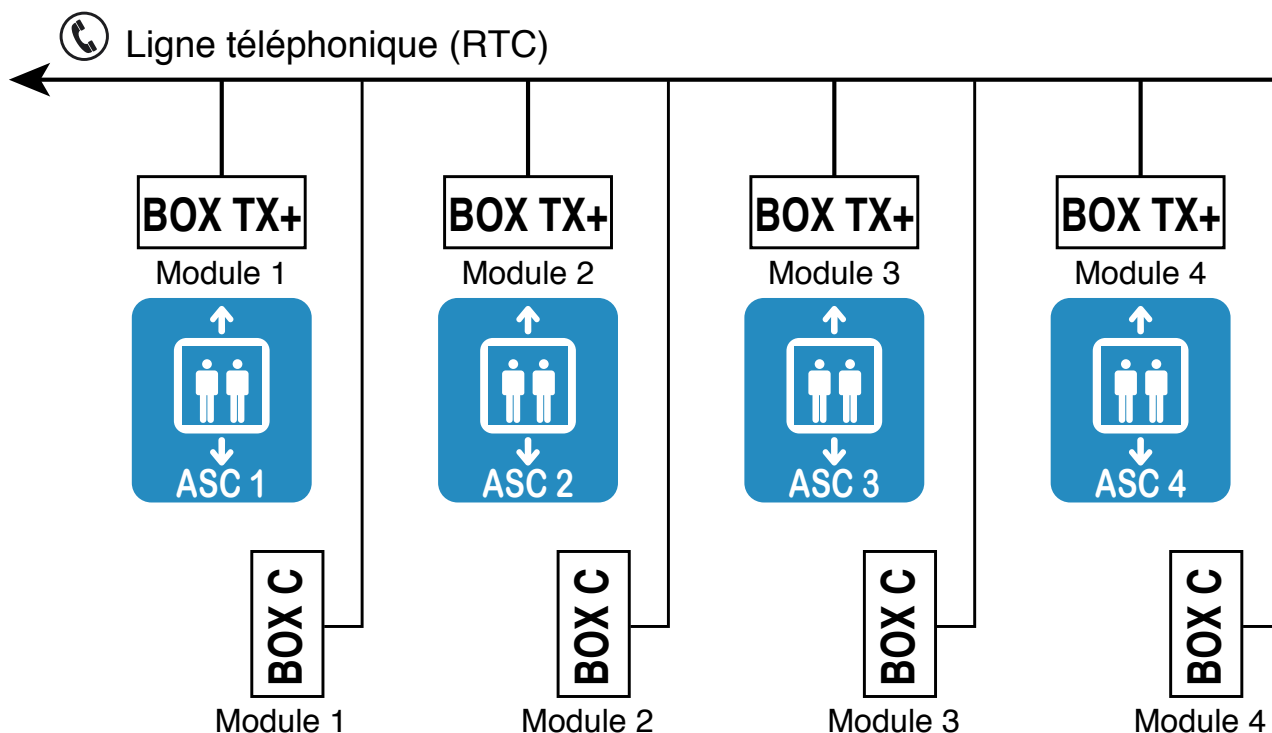 Ligne téléphonique (RTC)
BOX TX+ BOX TX+ BOX TX+ BOX TX+
Module 1 Module 2 Module 3 Module 4
ASC 1 ASC 2 ASC 3 ASC 4
BOX C BOX C BOX C BOX C
Module 1 Module 2 Module 3 Module 4